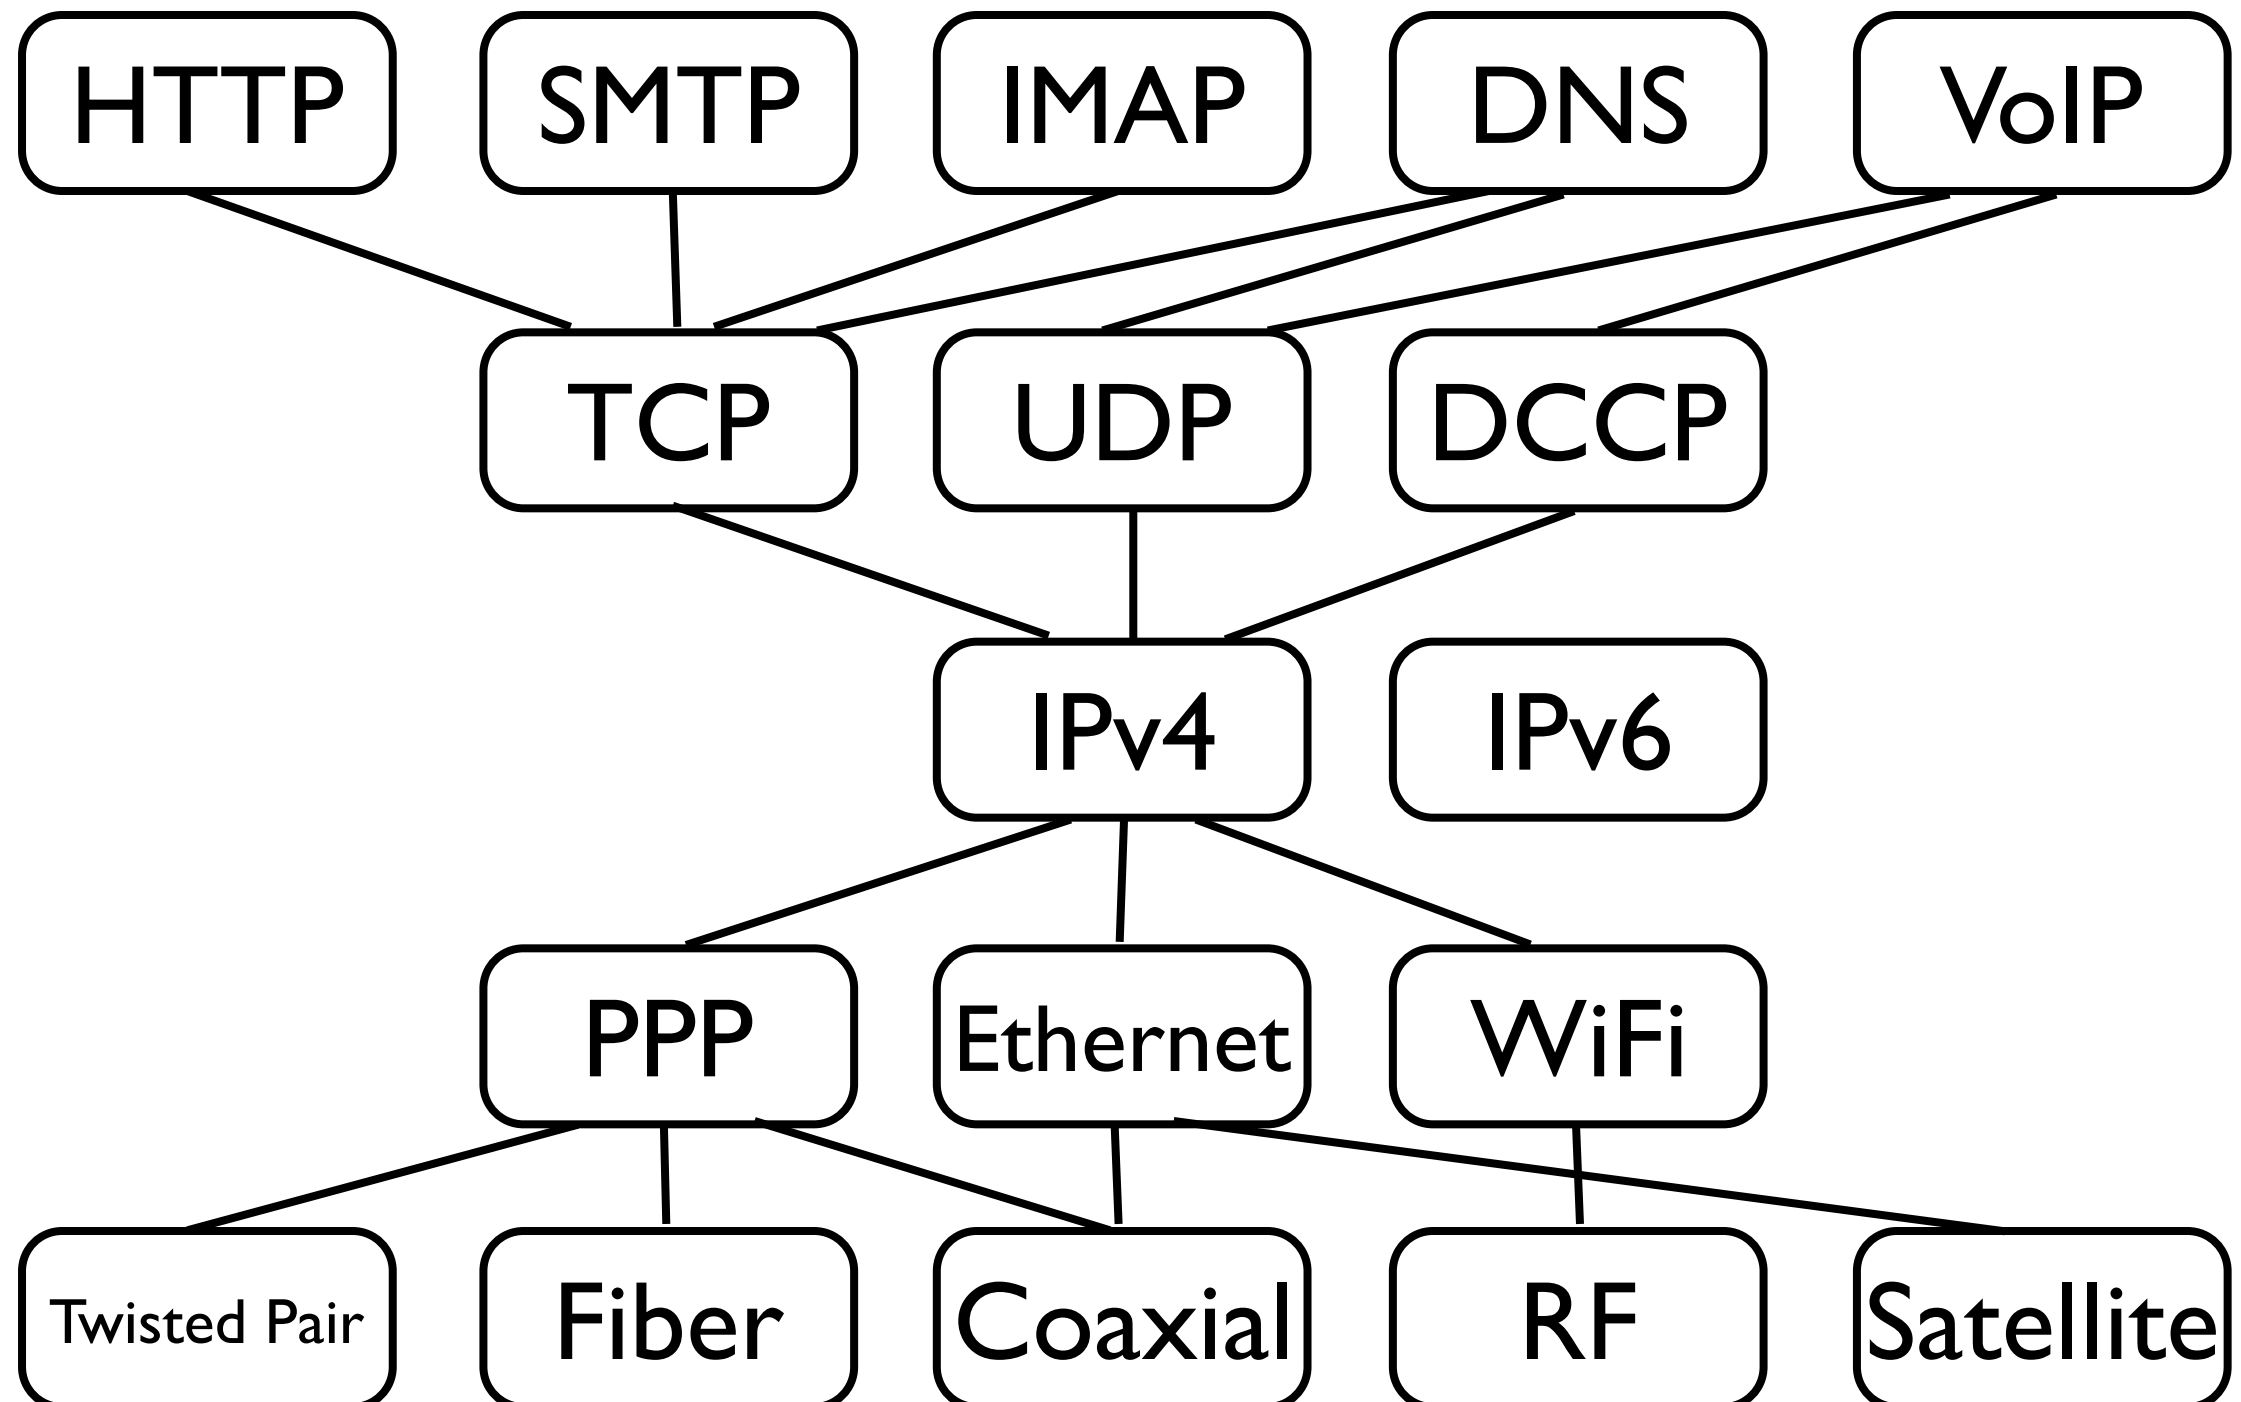 HTTP
SMTP
IMAP
DNS
VoIP
TCP
UDP
DCCP
IPv4
IPv6
PPP
Ethernet
WiFi
Twisted Pair
Fiber
Coaxial
RF
Satellite